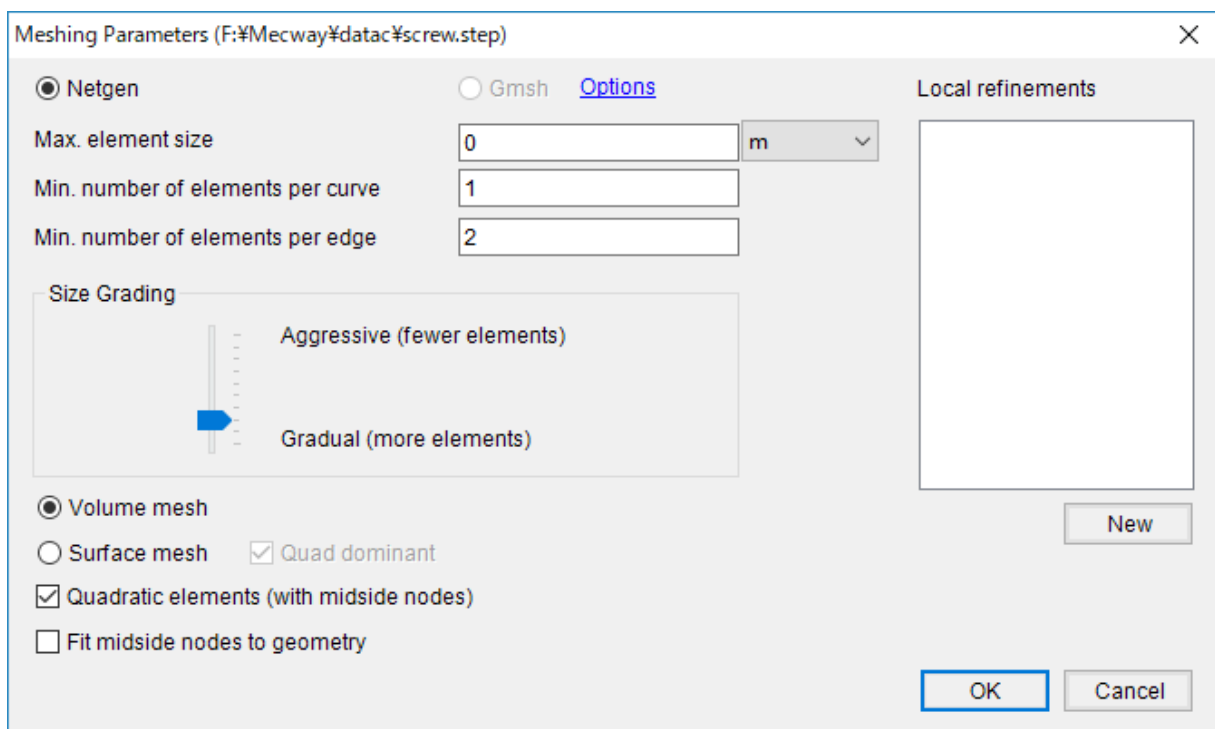 Meshing Parameters (F:¥Mecway¥datac¥screw.step)
Netgen Gmsh Options Local refinements
Max. element size 0 m
Min. number of elements per curve 1
Min. number of elements per edge 2
Size Grading
Aggressive (fewer elements)
Gradual (more elements)
Volume mesh
New
Surface mesh Quad dominant
Quadratic elements (with midside nodes)
Fit midside nodes to geometry
OK Cancel